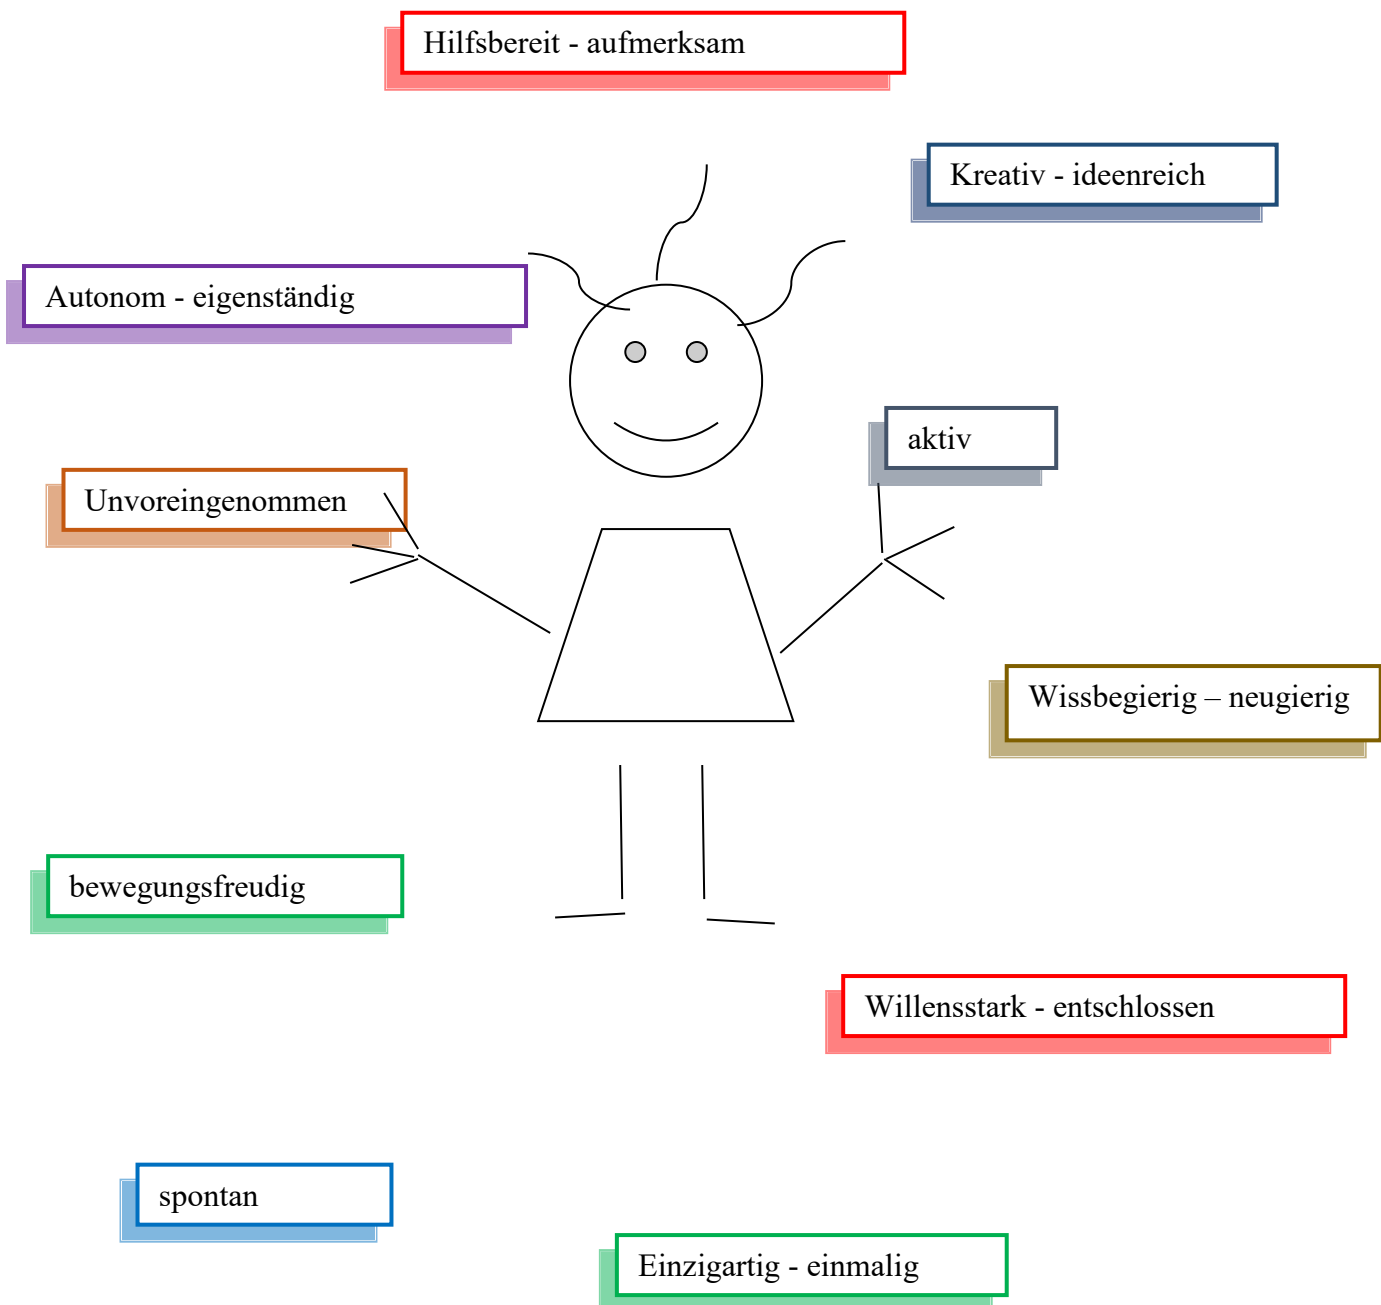 Hilfsbereit - aufmerksam
Kreativ - ideenreich
Autonom - eigenständig
aktiv
Unvoreingenommen
Wissbegierig – neugierig
bewegungsfreudig
Willensstark - entschlossen
spontan
Einzigartig - einmalig